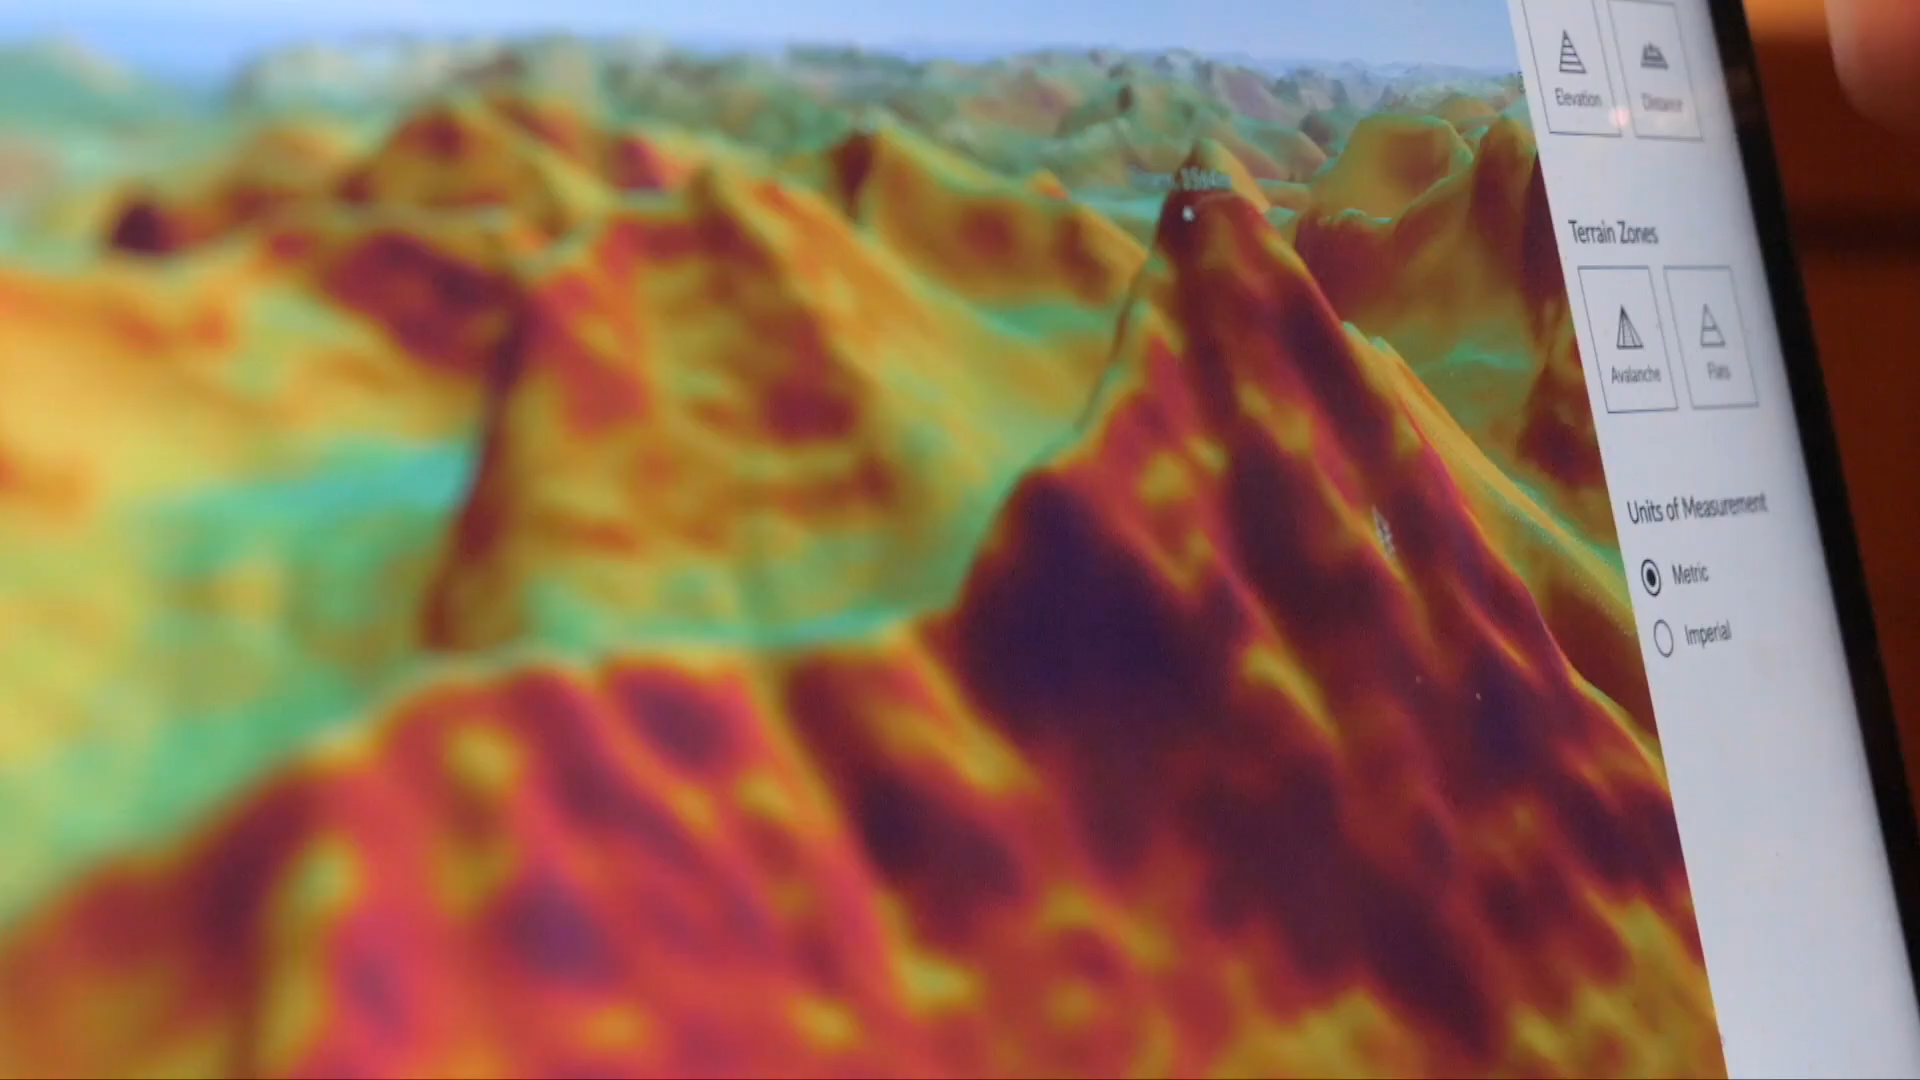 Elevation
Distance
Terrain Zones
Avalanche
Flats
Units of Measurement
Metric
Imperial